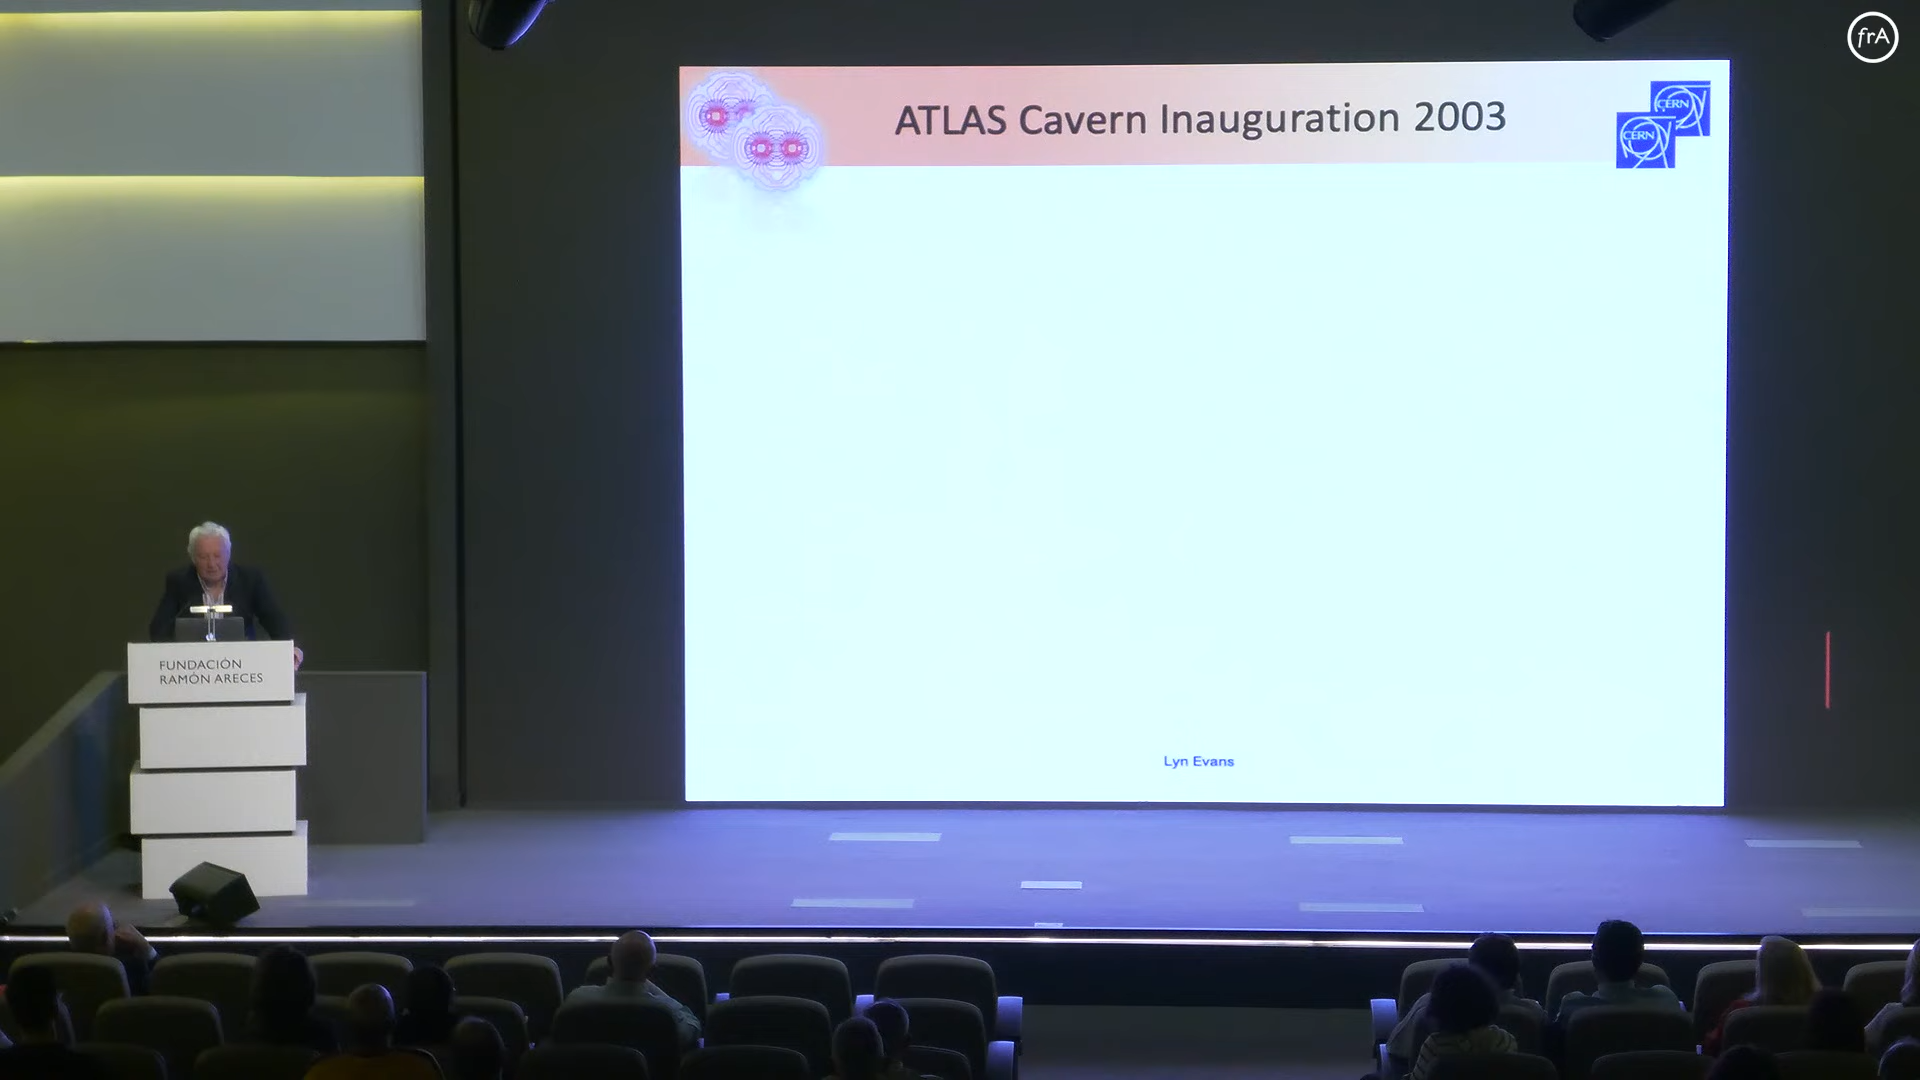 frA
ATLAS Cavern Inauguration 2003
CERN
CERN
Lyn Evans
FUNDACIÓN
RAMÓN ARECES